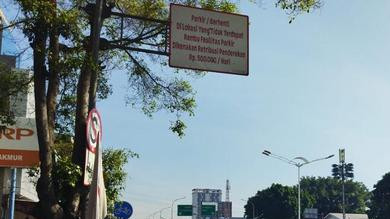 Parkir / Berhenti
Di Lokasi Yang Tidak Terdapat
Rambu Fasilitas Parkir
Dikenakan Retribusi Penderekan
Rp. 500.000 / Hari
RP
AKMUR